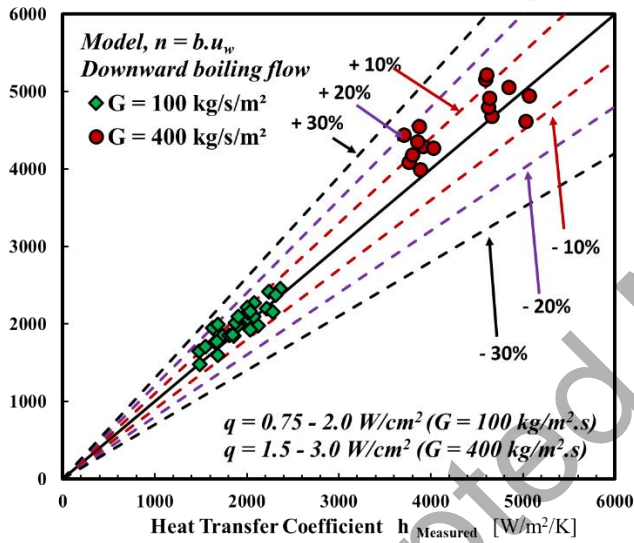 6000
5000
4000
3000
2000
1000
0
Model, n = b.u_w
Downward boiling flow
G = 100 kg/s/m²
G = 400 kg/s/m²
+ 10%
+ 20%
+ 30%
- 10%
- 20%
- 30%
q = 0.75 - 2.0 W/cm² (G = 100 kg/m².s)
q = 1.5 - 3.0 W/cm² (G = 400 kg/m².s)
0 1000 2000 3000 4000 5000 6000
Heat Transfer Coefficient h Measured [W/m²/K]